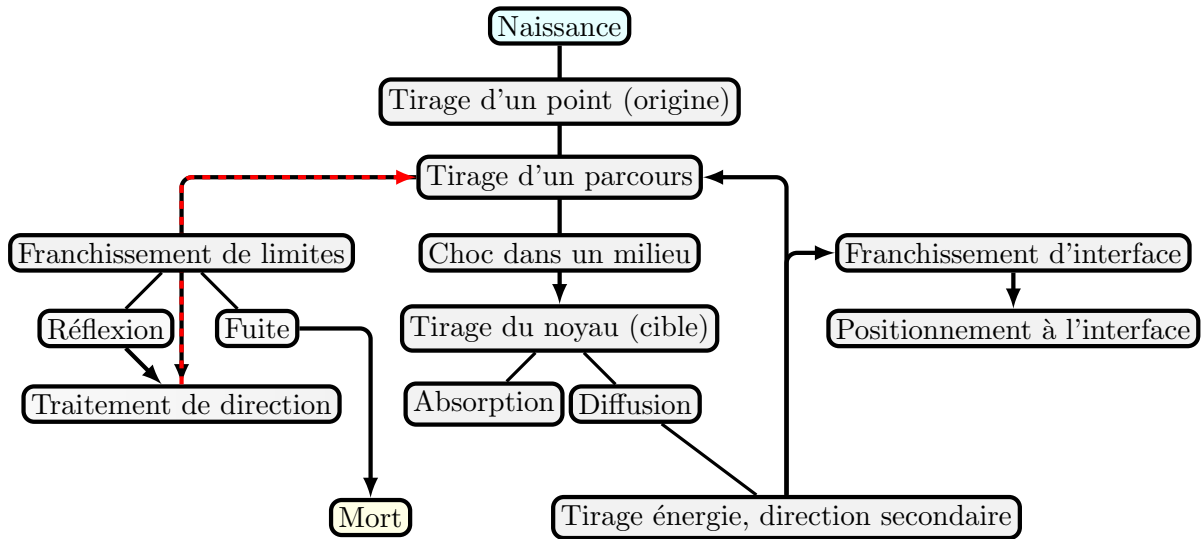 Naissance
Tirage d'un point (origine)
Tirage d'un parcours
Franchissement de limites
Choc dans un milieu
Franchissement d'interface
Réflexion
Fuite
Tirage du noyau (cible)
Positionnement à l'interface
Traitement de direction
Absorption
Diffusion
Mort
Tirage énergie, direction secondaire